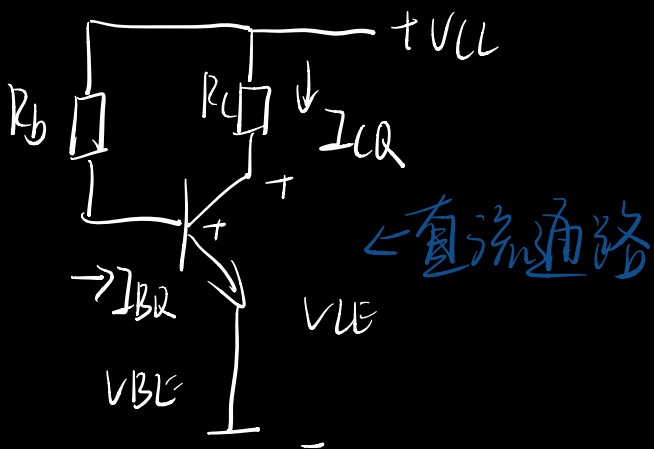 +VCC
Rb
RC
↓ICQ
+
+
←直流通路
→IBQ
VCE
VBE
-